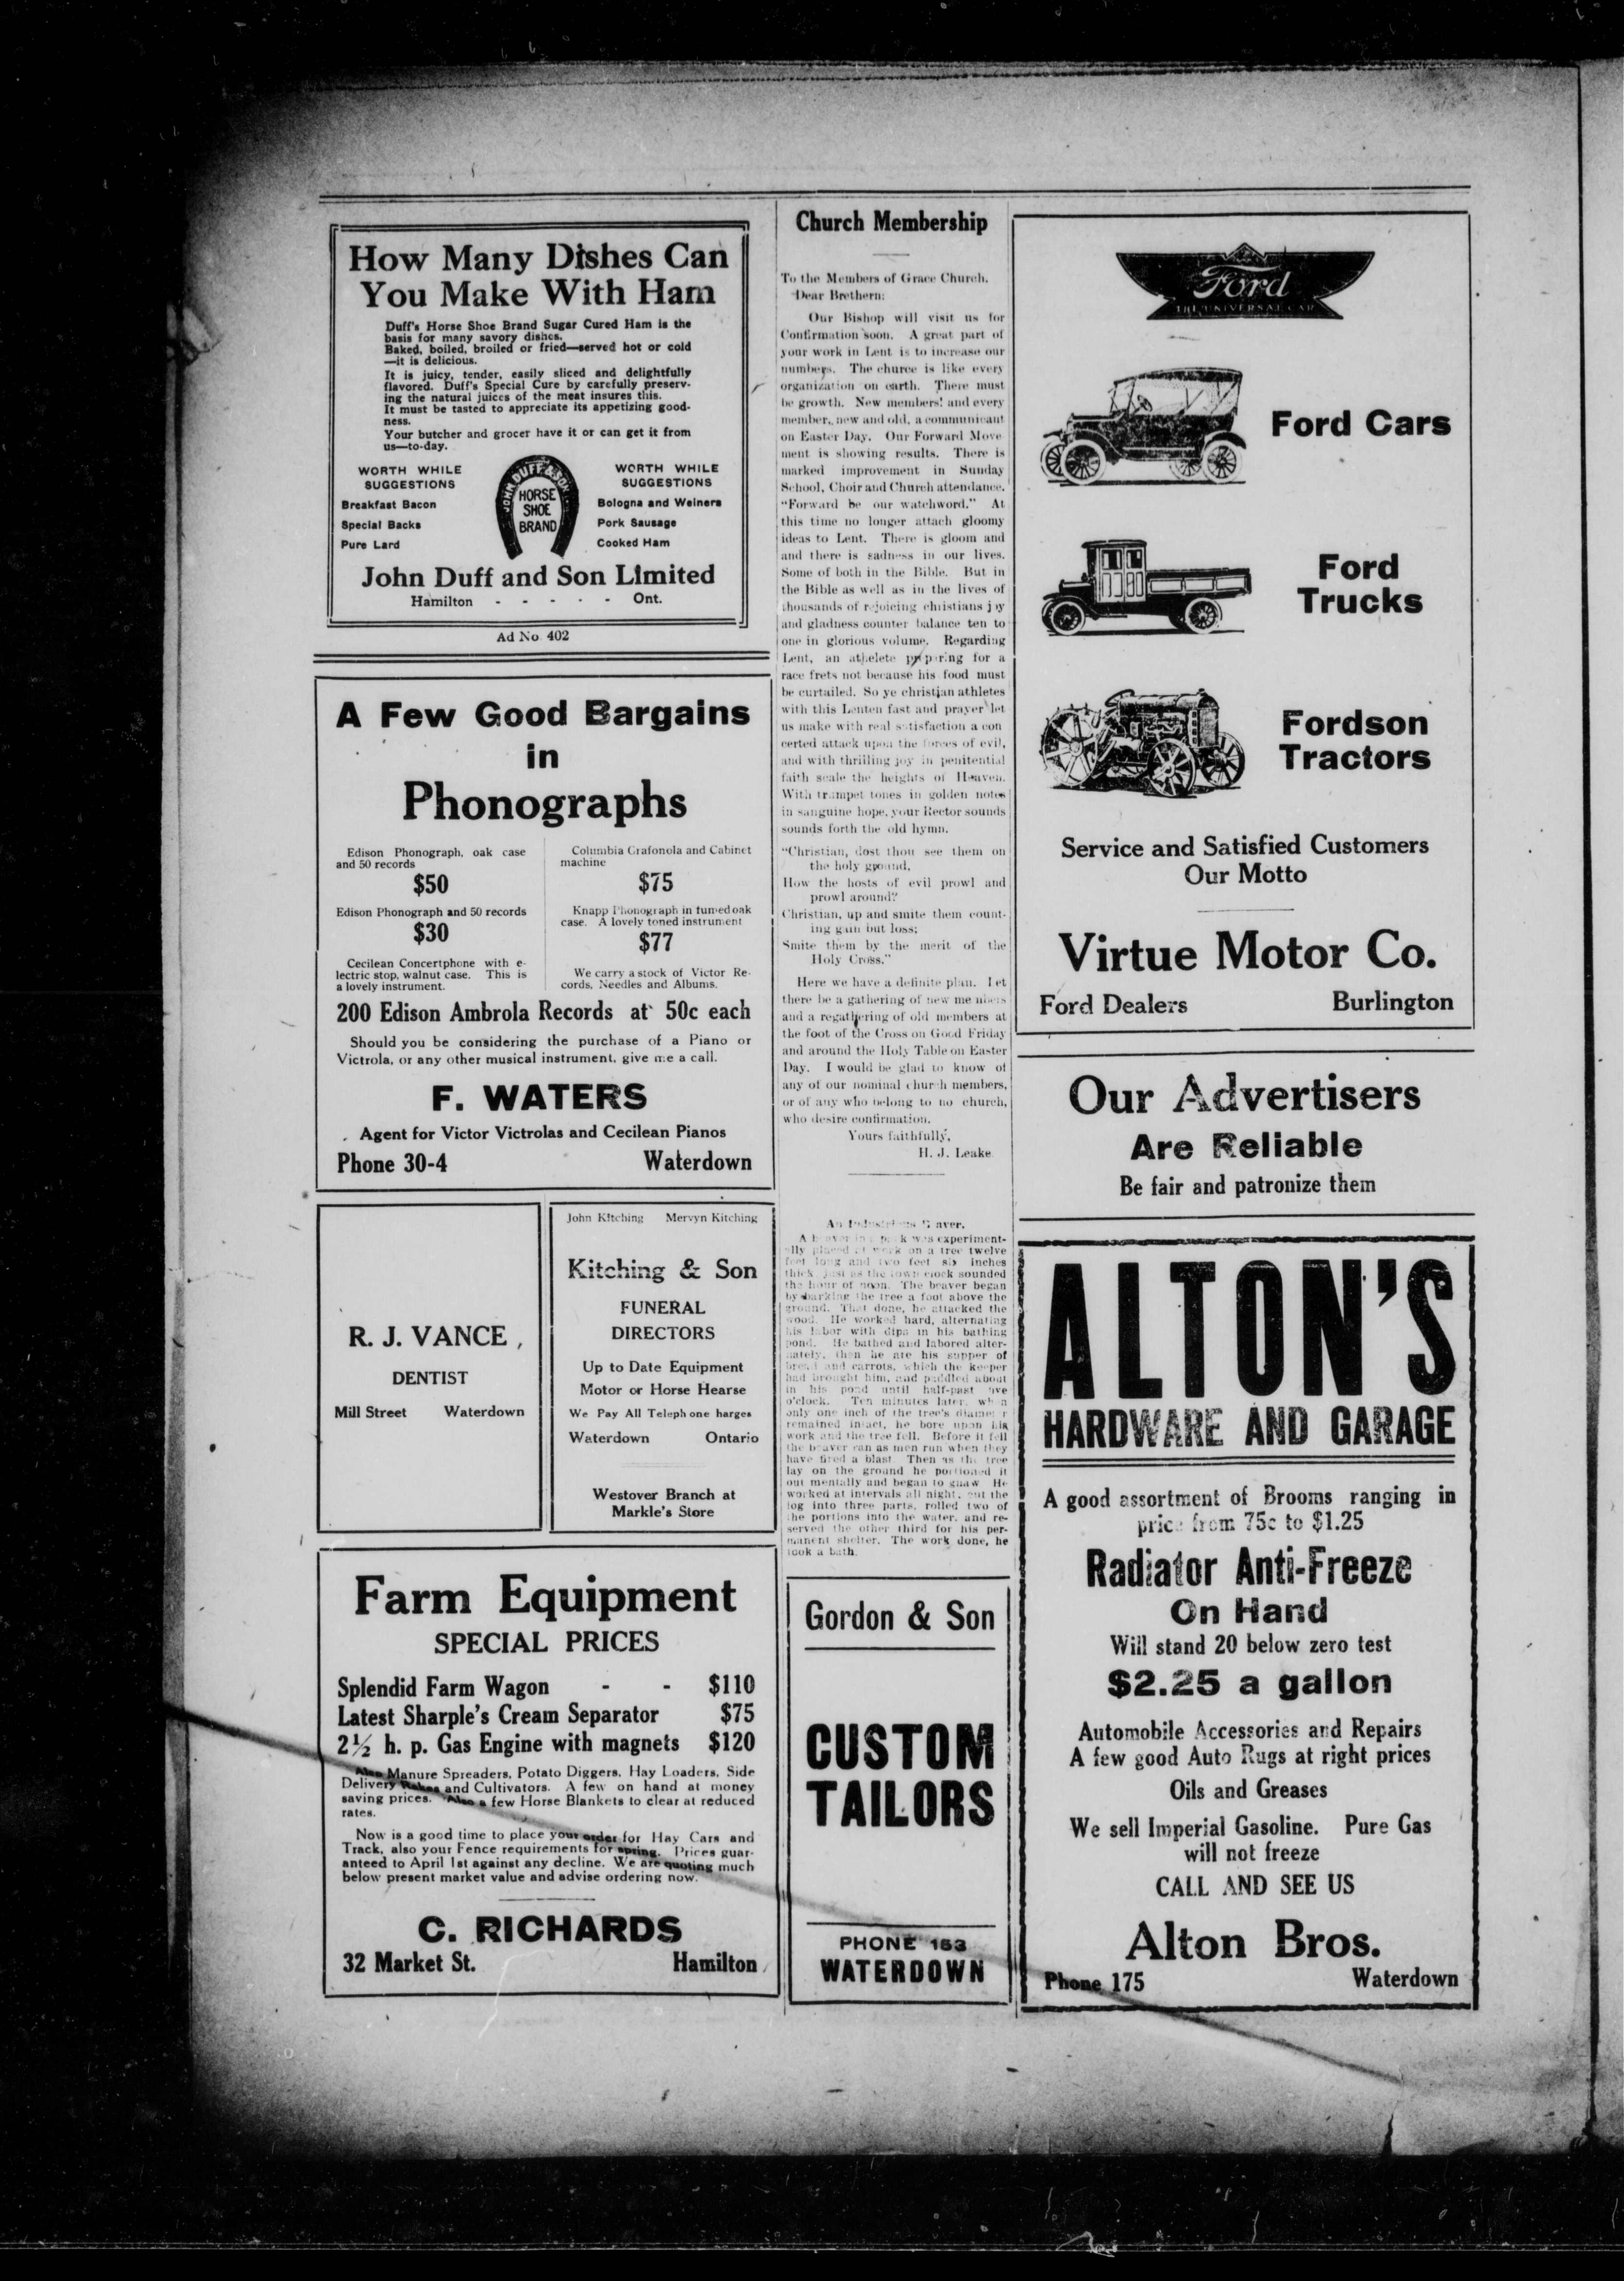 How Many Dishes Can
You Make With Ham
Duff's Horse Shoe Brand Sugar Cured Ham is the
basis for many savory dishes.
Baked, boiled, broiled or fried—served hot or cold
—it is delicious.
It is juicy, tender, easily sliced and delightfully
flavored. Duff's Special Cure by carefully preserv-
ing the natural juices of the meat insures this.
It must be tasted to appreciate its appetizing good-
ness.
Your butcher and grocer have it or can get it from
us—to-day.
WORTH WHILE
SUGGESTIONS
Breakfast Bacon
Special Backs
Pure Lard
JOHN DUFF & SON
HORSE
SHOE
BRAND
WORTH WHILE
SUGGESTIONS
Bologna and Weiners
Pork Sausage
Cooked Ham
John Duff and Son Limited
Hamilton - - - - - Ont.
Ad No 402
A Few Good Bargains
in
Phonographs
Edison Phonograph, oak case
and 50 records
$50
Edison Phonograph and 50 records
$30
Cecilean Concertphone with e-
lectric stop, walnut case. This is
a lovely instrument.
Columbia Grafonola and Cabinet
machine
$75
Knapp Phonograph in fumed oak
case. A lovely toned instrument
$77
We carry a stock of Victor Re-
cords, Needles and Albums.
200 Edison Ambrola Records at 50c each
Should you be considering the purchase of a Piano or
Victrola, or any other musical instrument, give me a call.
F. WATERS
Agent for Victor Victrolas and Cecilean Pianos
Phone 30-4 Waterdown
R. J. VANCE
DENTIST
Mill Street Waterdown
John Kitching Mervyn Kitching
Kitching & Son
FUNERAL
DIRECTORS
Up to Date Equipment
Motor or Horse Hearse
We Pay All Telephone harges
Waterdown Ontario
Westover Branch at
Markle's Store
Farm Equipment
SPECIAL PRICES
Splendid Farm Wagon - - $110
Latest Sharple's Cream Separator $75
2½ h. p. Gas Engine with magnets $120
Also Manure Spreaders, Potato Diggers, Hay Loaders, Side
Delivery Rakes and Cultivators. A few on hand at money
saving prices. Also a few Horse Blankets to clear at reduced
rates.
Now is a good time to place your order for Hay Cars and
Track, also your Fence requirements for spring. Prices guar-
anteed to April 1st against any decline. We are quoting much
below present market value and advise ordering now.
C. RICHARDS
32 Market St. Hamilton
Church Membership
To the Members of Grace Church.
Dear Brethern:
Our Bishop will visit us for
Confirmation soon. A great part of
your work in Lent is to increase our
numbers. The churce is like every
organization on earth. There must
be growth. New members! and every
member, new and old, a communicant
on Easter Day. Our Forward Move
ment is showing results. There is
marked improvement in Sunday
School, Choir and Church attendance.
"Forward be our watchword." At
this time no longer attach gloomy
ideas to Lent. There is gloom and
and there is sadness in our lives.
Some of both in the Bible. But in
the Bible as well as in the lives of
thousands of rejoicing christians joy
and gladness counter balance ten to
one in glorious volume. Regarding
Lent, an athelete preparing for a
race frets not because his food must
be curtailed. So ye christian athletes
with this Lenten fast and prayer let
us make with real satisfaction a con
certed attack upon the forces of evil,
and with thrilling joy in penitential
faith scale the heights of Heaven.
With trumpet tones in golden notes
in sanguine hope, your Rector sounds
sounds forth the old hymn.
"Christian, dost thou see them on
the holy ground,
How the hosts of evil prowl and
prowl around?
Christian, up and smite them count-
ing gain but loss;
Smite them by the merit of the
Holy Cross."
Here we have a definite plan. Let
there be a gathering of new members
and a regathering of old members at
the foot of the Cross on Good Friday
and around the Holy Table on Easter
Day. I would be glad to know of
any of our nominal church members,
or of any who belong to no church,
who desire confirmation.
Yours faithfully,
H. J. Leake
An Industrious Beaver.
A beaver in a park was experiment-
ally placed at work on a tree twelve
feet long and two feet six inches
thick just as the town clock sounded
the hour of noon. The beaver began
by barking the tree a foot above the
ground. That done, he attacked the
wood. He worked hard, alternating
his labor with dips in his bathing
pond. He bathed and labored alter-
nately, then he ate his supper of
bread and carrots, which the keeper
had brought him, and paddled about
in his pond until half-past five
o'clock. Ten minutes later, when
only one inch of the tree's diameter
remained intact, he bore upon his
work and the tree fell. Before it fell
the beaver ran as men run when they
have fired a blast. Then as the tree
lay on the ground he portioned it
out mentally and began to gnaw He
worked at intervals all night, cut the
log into three parts, rolled two of
the portions into the water, and re-
served the other third for his per-
manent shelter. The work done, he
took a bath.
Gordon & Son
CUSTOM
TAILORS
PHONE 153
WATERDOWN
Ford
THE UNIVERSAL CAR
Ford Cars
Ford
Trucks
Fordson
Tractors
Service and Satisfied Customers
Our Motto
Virtue Motor Co.
Ford Dealers Burlington
Our Advertisers
Are Reliable
Be fair and patronize them
ALTON'S
HARDWARE AND GARAGE
A good assortment of Brooms ranging in
price from 75c to $1.25
Radiator Anti-Freeze
On Hand
Will stand 20 below zero test
$2.25 a gallon
Automobile Accessories and Repairs
A few good Auto Rugs at right prices
Oils and Greases
We sell Imperial Gasoline. Pure Gas
will not freeze
CALL AND SEE US
Alton Bros.
Phone 175 Waterdown